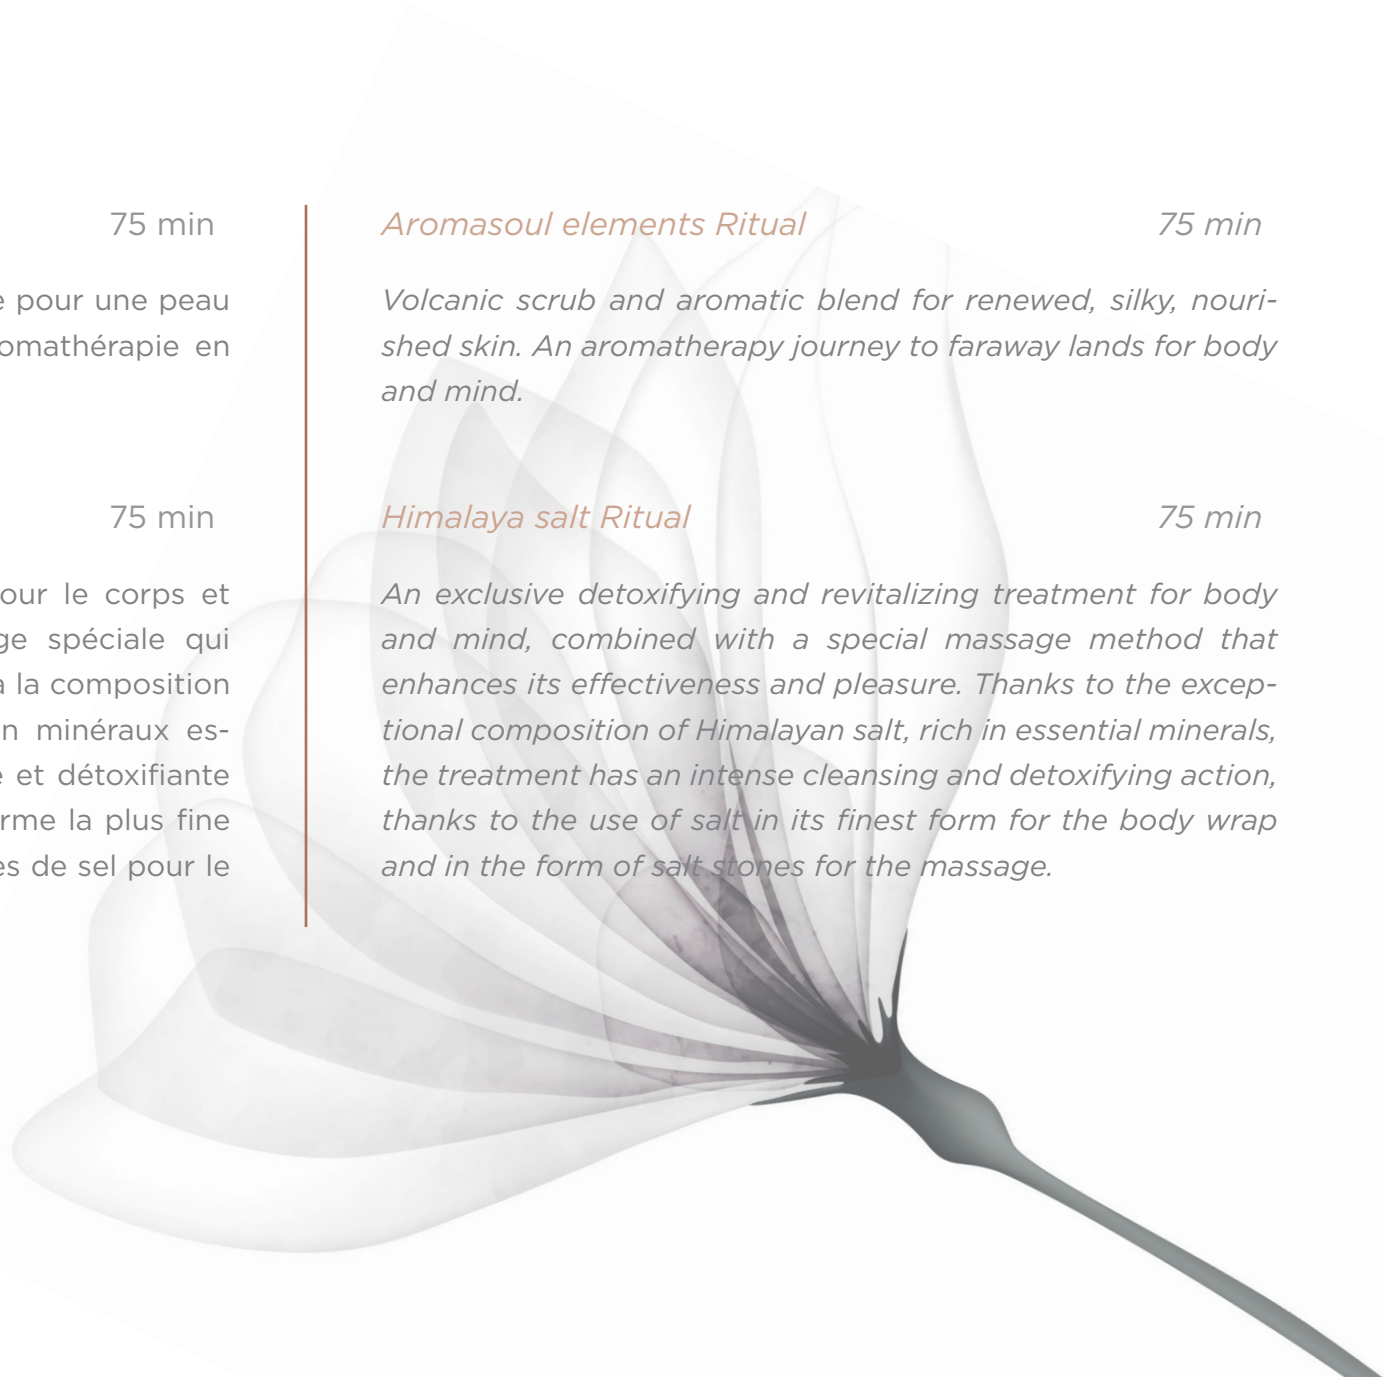 75 min
pour une peau
en
75 min
le corps et
spéciale qui
la composition
minéraux es-
et détoxifiante
la plus fine
de sel pour le
Aromasoul elements Ritual 75 min
Volcanic scrub and aromatic blend for renewed, silky, nouri-
shed skin. An aromatherapy journey to faraway lands for body
and mind.
Himalaya salt Ritual 75 min
An exclusive detoxifying and revitalizing treatment for body
and mind, combined with a special massage method that
enhances its effectiveness and pleasure. Thanks to the excep-
tional composition of Himalayan salt, rich in essential minerals,
the treatment has an intense cleansing and detoxifying action,
thanks to the use of salt in its finest form for the body wrap
and in the form of salt stones for the massage.